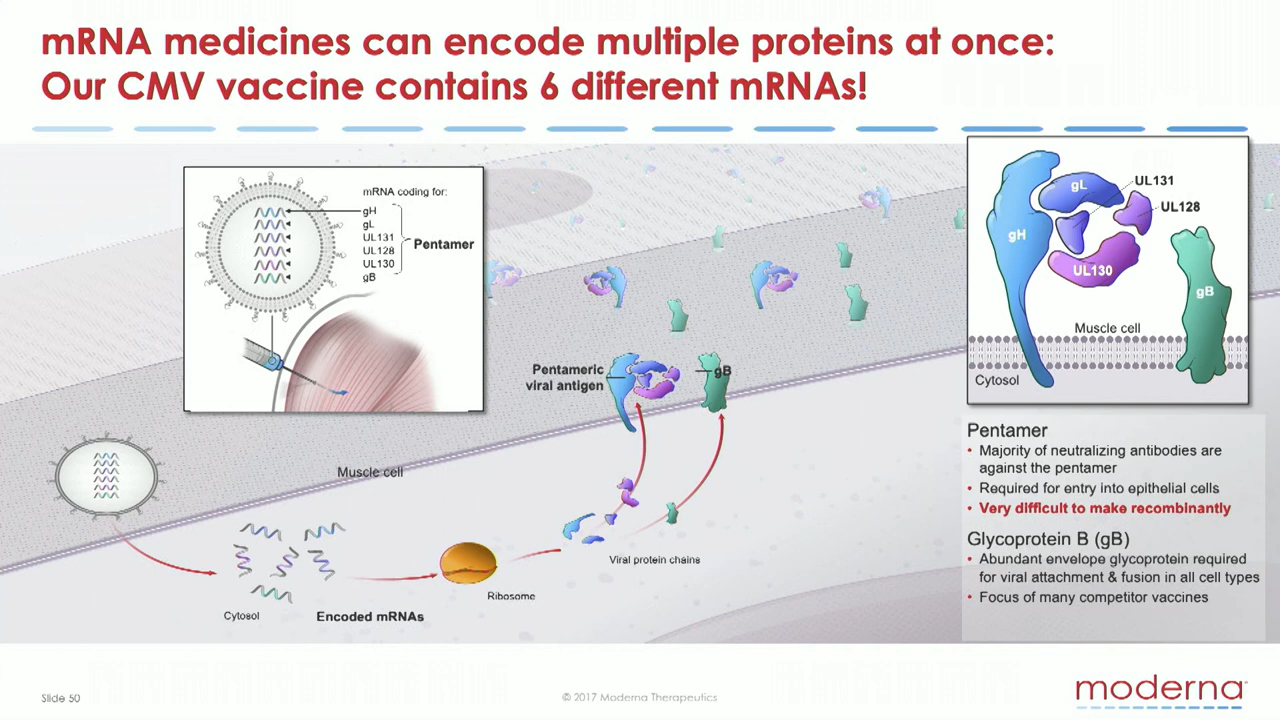 mRNA medicines can encode multiple proteins at once:
Our CMV vaccine contains 6 different mRNAs!
mRNA coding for:
gH
gL
UL131
UL128
UL130
gB
Pentamer
gH
gL
UL131
UL128
UL130
gB
Muscle cell
Cytosol
Pentameric
viral antigen
gB
Muscle cell
Viral protein chains
Ribosome
Cytosol
Encoded mRNAs
Pentamer
• Majority of neutralizing antibodies are
against the pentamer
• Required for entry into epithelial cells
• Very difficult to make recombinantly
Glycoprotein B (gB)
• Abundant envelope glycoprotein required
for viral attachment & fusion in all cell types
• Focus of many competitor vaccines
Slide 50
© 2017 Moderna Therapeutics
moderna